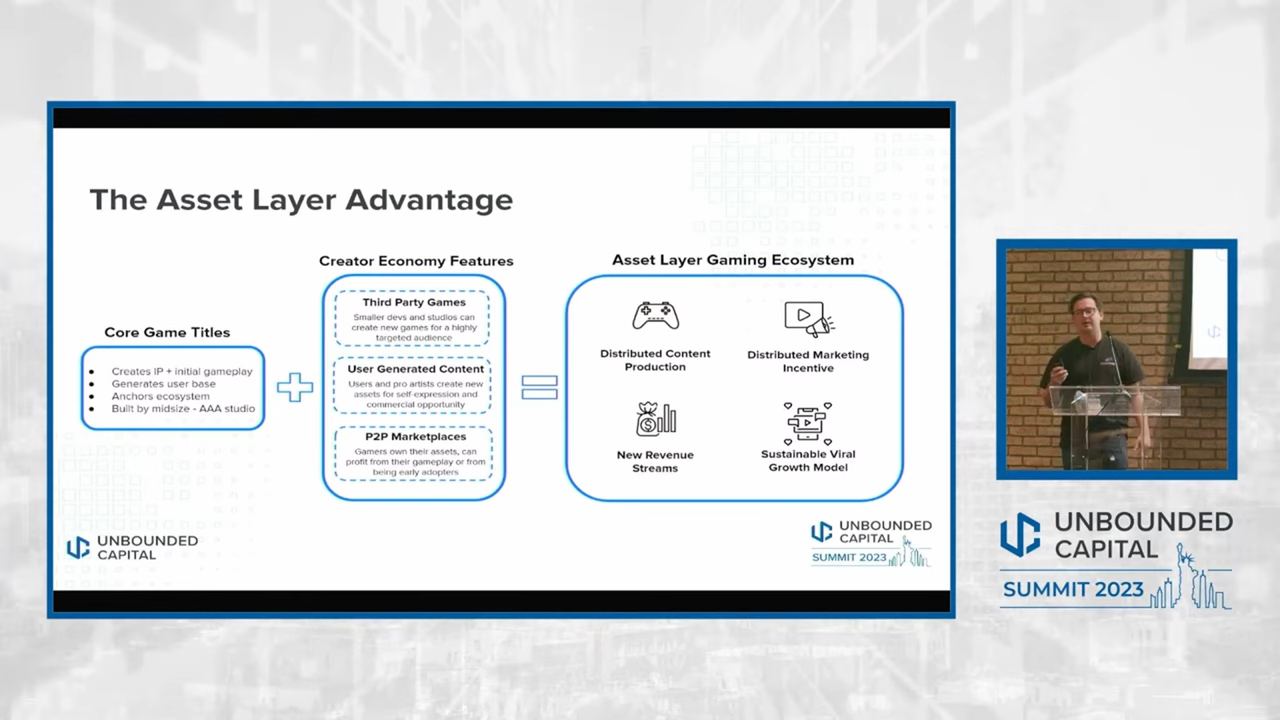 The Asset Layer Advantage
Core Game Titles
Creates IP + initial gameplay
Generates user base
Anchors ecosystem
Built by midsize - AAA studio
Creator Economy Features
Third Party Games
Smaller devs and studios can
create new games for a highly
targeted audience
User Generated Content
Users and pro artists create new
assets for self-expression and
commercial opportunity
P2P Marketplaces
Gamers own their assets, can
profit from their gameplay or from
being early adopters
Asset Layer Gaming Ecosystem
Distributed Content
Production
Distributed Marketing
Incentive
New Revenue
Streams
Sustainable Viral
Growth Model
UNBOUNDED
CAPITAL
UNBOUNDED
CAPITAL
SUMMIT 2023
UNBOUNDED
CAPITAL
SUMMIT 2023